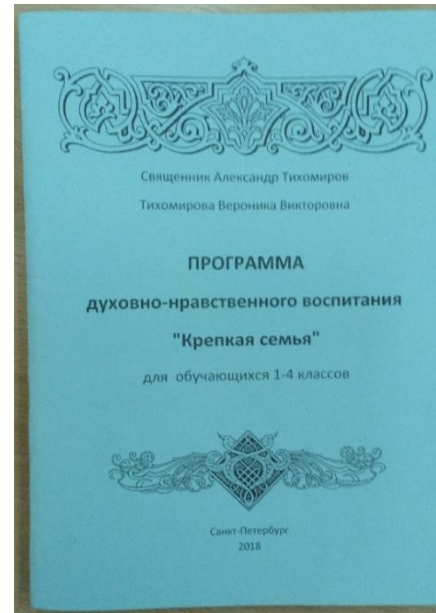 Священник Александр Тихомиров
Тихомирова Вероника Викторовна
ПРОГРАММА
духовно-нравственного воспитания
"Крепкая семья"
для обучающихся 1-4 классов
Санкт-Петербург
2018